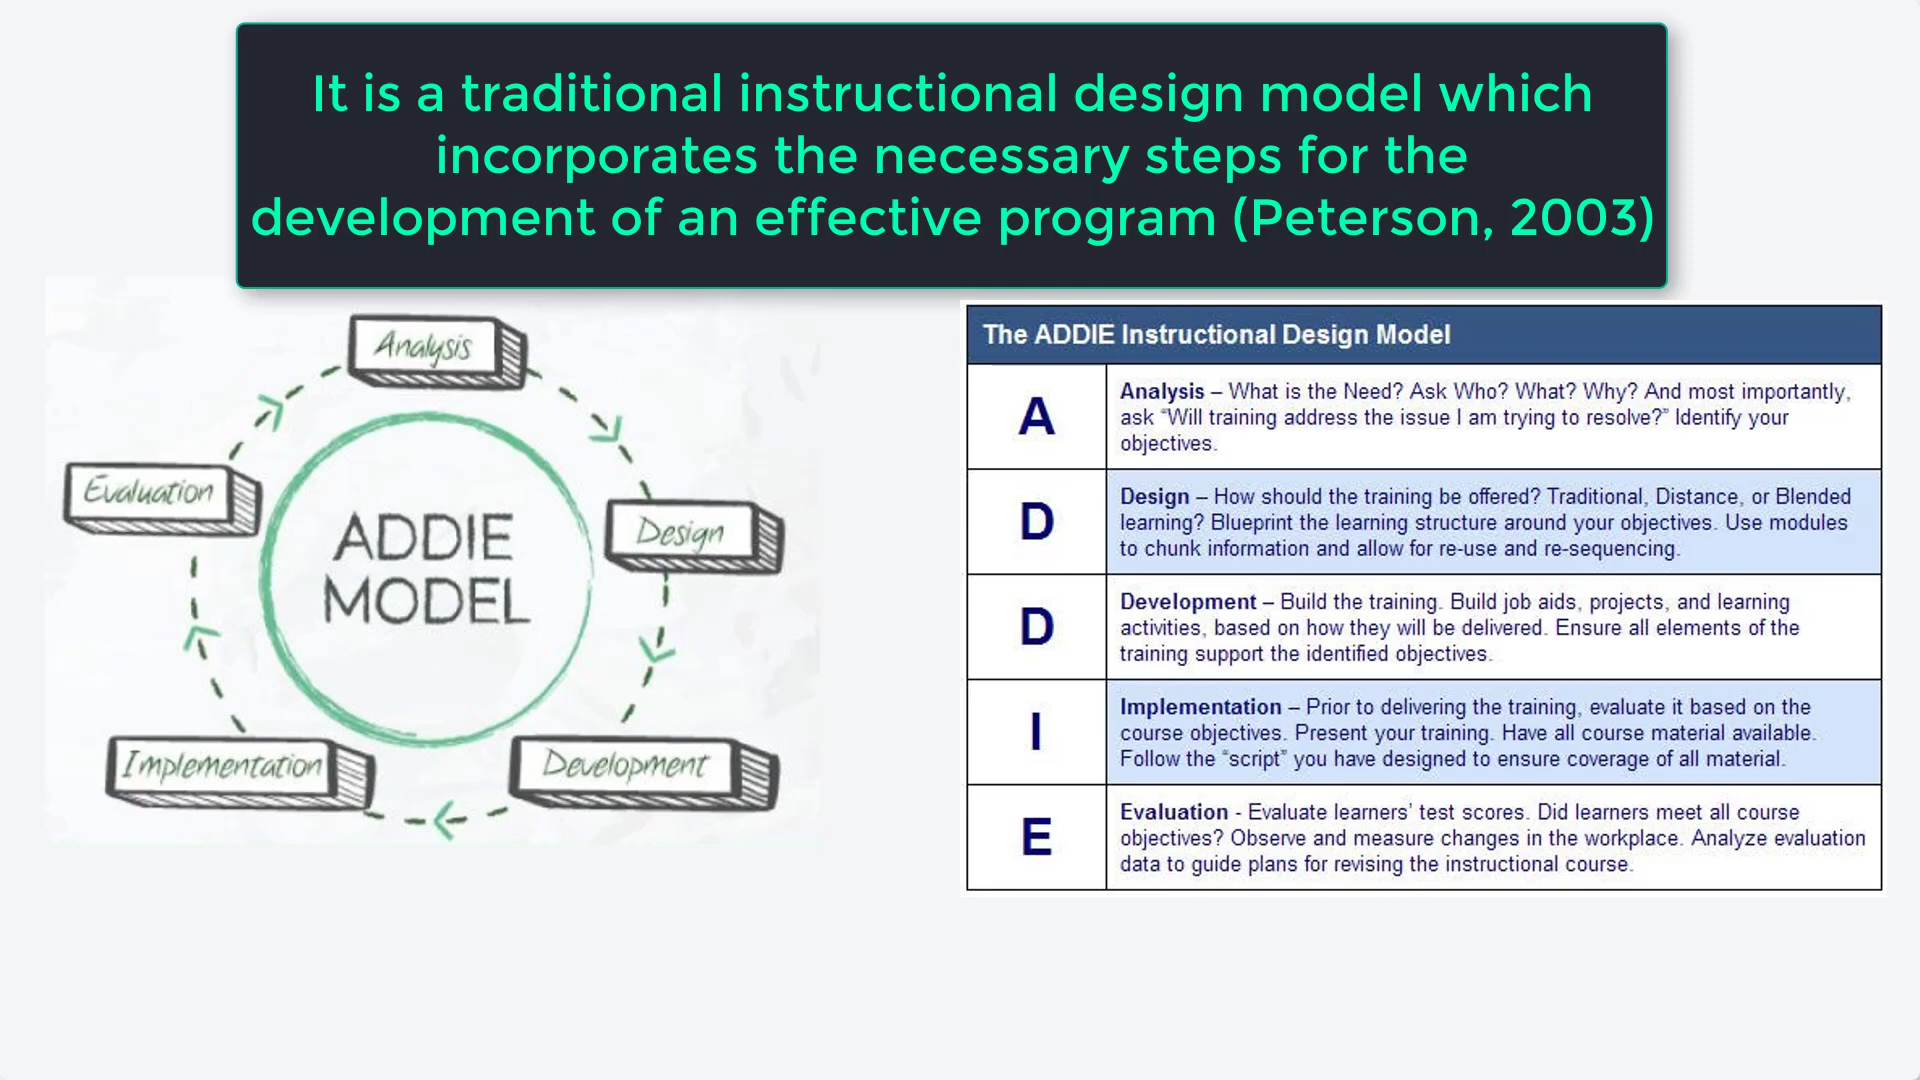 It is a traditional instructional design model which
incorporates the necessary steps for the
development of an effective program (Peterson, 2003)
Analysis
Evaluation
Design
ADDIE
MODEL
Implementation
Development
The ADDIE Instructional Design Model
A
Analysis – What is the Need? Ask Who? What? Why? And most importantly,
ask “Will training address the issue I am trying to resolve?” Identify your
objectives.
D
Design – How should the training be offered? Traditional, Distance, or Blended
learning? Blueprint the learning structure around your objectives. Use modules
to chunk information and allow for re-use and re-sequencing.
D
Development – Build the training. Build job aids, projects, and learning
activities, based on how they will be delivered. Ensure all elements of the
training support the identified objectives.
I
Implementation – Prior to delivering the training, evaluate it based on the
course objectives. Present your training. Have all course material available.
Follow the “script” you have designed to ensure coverage of all material.
E
Evaluation - Evaluate learners’ test scores. Did learners meet all course
objectives? Observe and measure changes in the workplace. Analyze evaluation
data to guide plans for revising the instructional course.